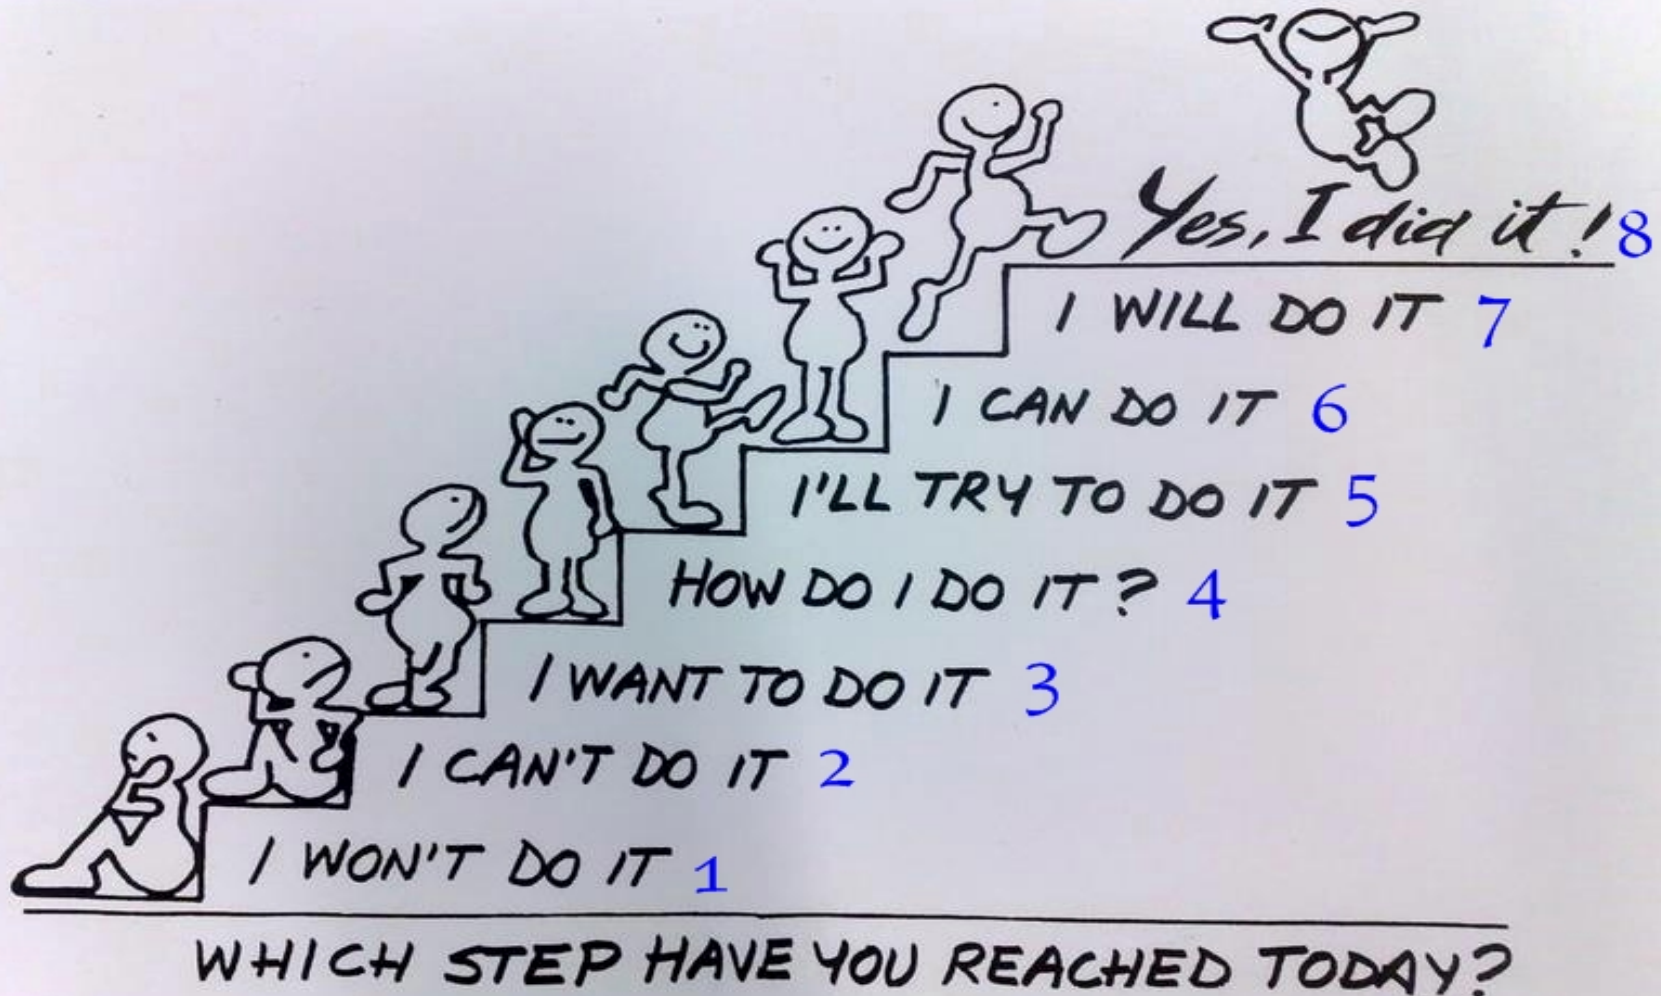 Yes, I did it! 8
I WILL DO IT 7
I CAN DO IT 6
I'LL TRY TO DO IT 5
HOW DO I DO IT? 4
I WANT TO DO IT 3
I CAN'T DO IT 2
I WON'T DO IT 1
WHICH STEP HAVE YOU REACHED TODAY?